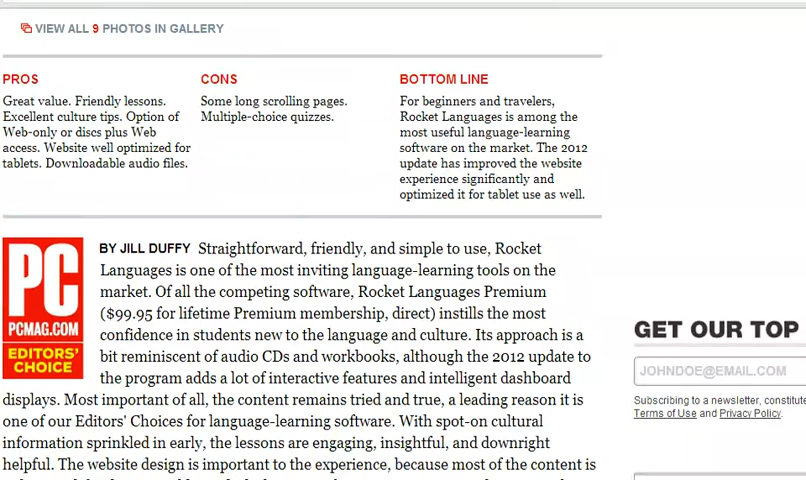 VIEW ALL 9 PHOTOS IN GALLERY
PROS
Great value. Friendly lessons.
Excellent culture tips. Option of
Web-only or discs plus Web
access. Website well optimized for
tablets. Downloadable audio files.
CONS
Some long scrolling pages.
Multiple-choice quizzes.
BOTTOM LINE
For beginners and travelers,
Rocket Languages is among the
most useful language-learning
software on the market. The 2012
update has improved the website
experience significantly and
optimized it for tablet use as well.
PC
PCMAG.COM
EDITORS'
CHOICE
BY JILL DUFFY Straightforward, friendly, and simple to use, Rocket
Languages is one of the most inviting language-learning tools on the
market. Of all the competing software, Rocket Languages Premium
($99.95 for lifetime Premium membership, direct) instills the most
confidence in students new to the language and culture. Its approach is a
bit reminiscent of audio CDs and workbooks, although the 2012 update to
the program adds a lot of interactive features and intelligent dashboard
displays. Most important of all, the content remains tried and true, a leading reason it is
one of our Editors' Choices for language-learning software. With spot-on cultural
information sprinkled in early, the lessons are engaging, insightful, and downright
helpful. The website design is important to the experience, because most of the content is
GET OUR TOP
JOHNDOE@EMAIL.COM
Subscribing to a newsletter, constitute
Terms of Use and Privacy Policy.